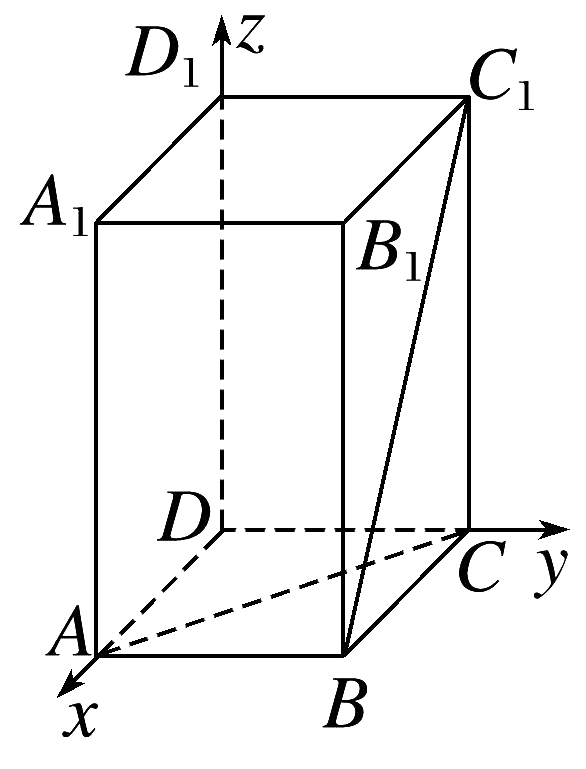 D₁ z C₁
A₁ B₁
D C y
A
x B